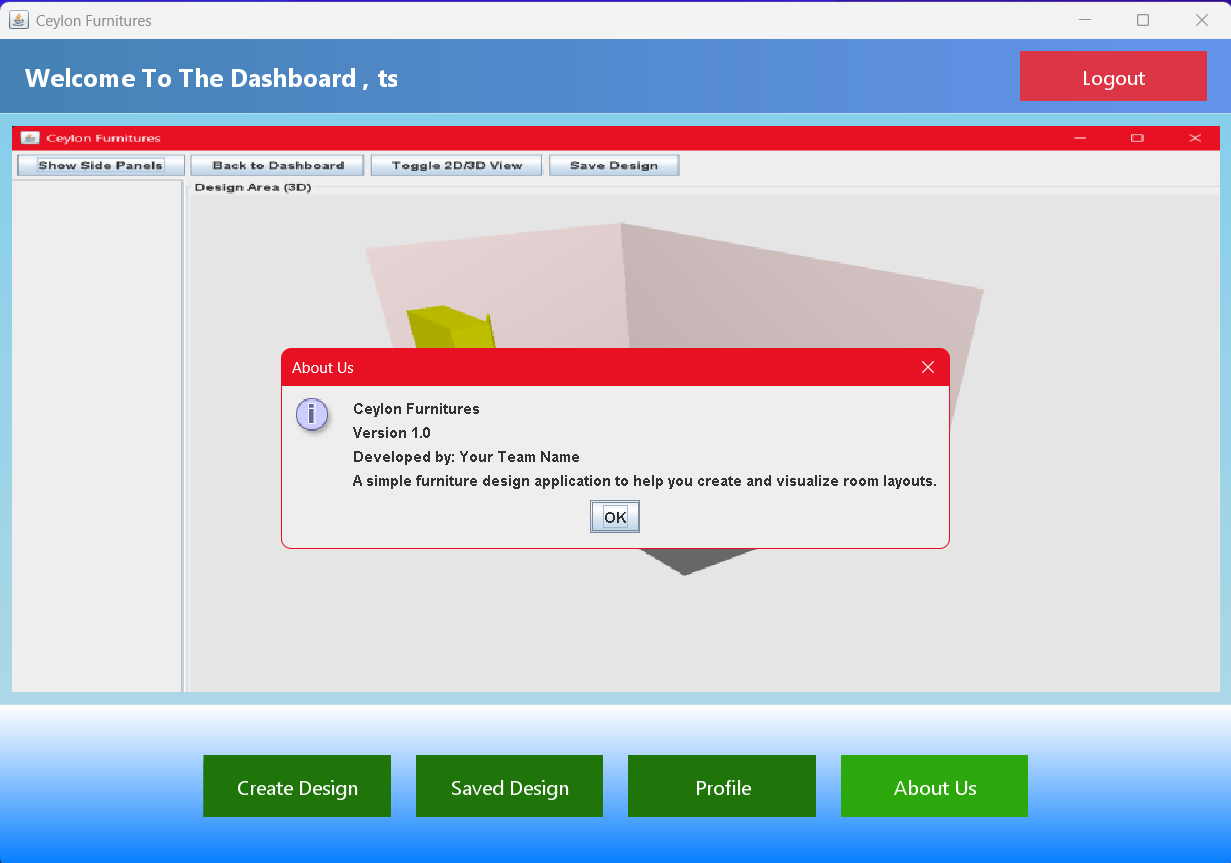 Ceylon Furnitures
Welcome To The Dashboard , ts
Logout
Ceylon Furnitures
Show Side Panels
Back to Dashboard
Toggle 2D/3D View
Save Design
Design Area (3D)
About Us
Ceylon Furnitures
Version 1.0
Developed by: Your Team Name
A simple furniture design application to help you create and visualize room layouts.
OK
Create Design
Saved Design
Profile
About Us